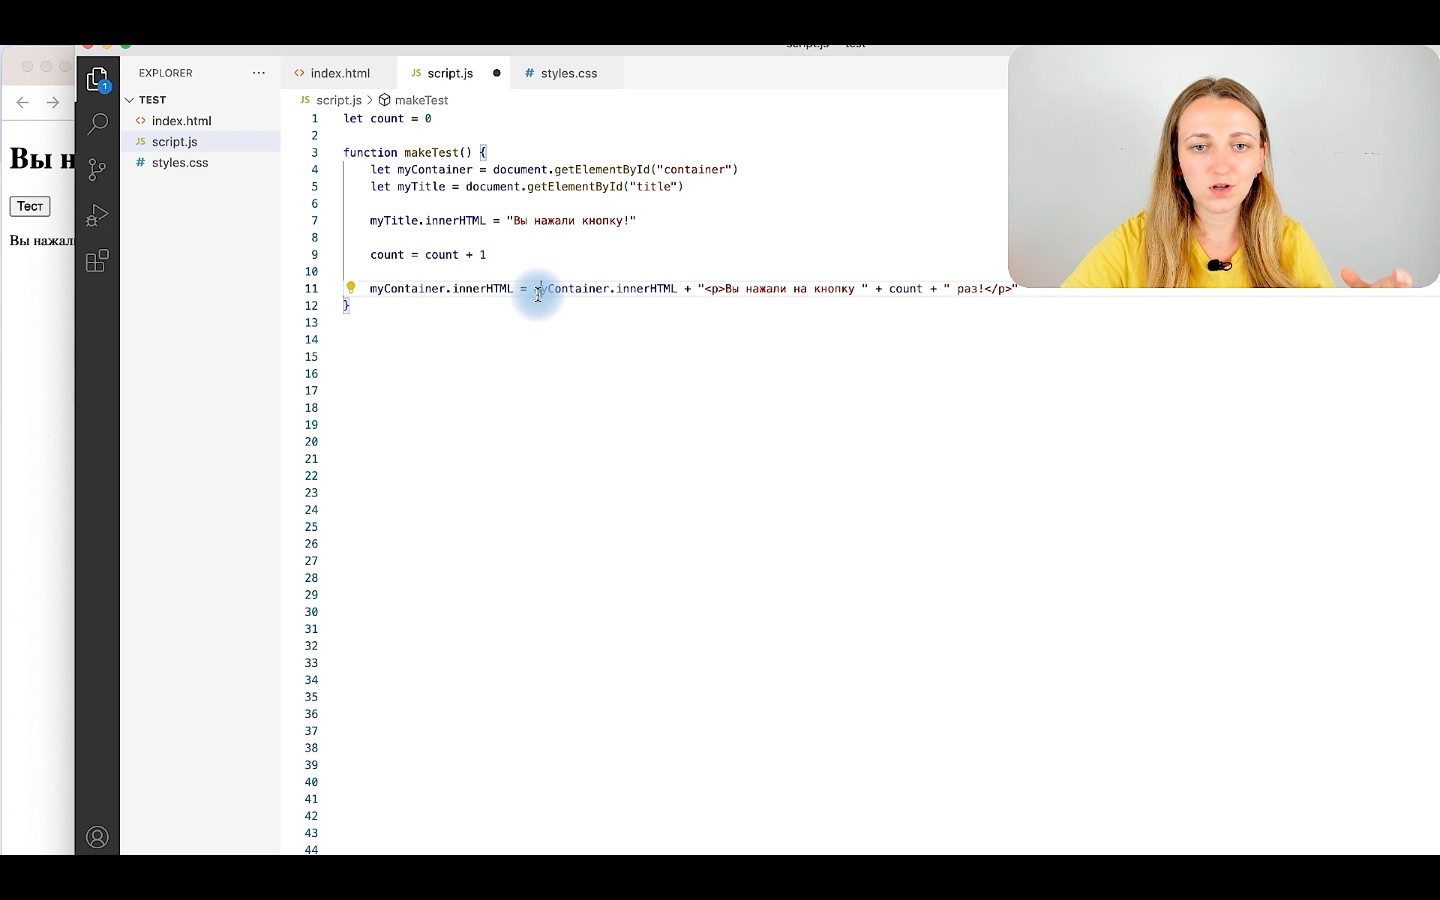 script.js — test
EXPLORER ...
index.html
script.js
styles.css
1
TEST
script.js > makeTest
index.html
script.js
styles.css
Вы н
Тест
Вы нажал
1 let count = 0
2
3 function makeTest() {
4 let myContainer = document.getElementById("container")
5 let myTitle = document.getElementById("title")
6
7 myTitle.innerHTML = "Вы нажали кнопку!"
8
9 count = count + 1
10
11 myContainer.innerHTML = myContainer.innerHTML + "<p>Вы нажали на кнопку " + count + " раз!</p>"
12 }
13
14
15
16
17
18
19
20
21
22
23
24
25
26
27
28
29
30
31
32
33
34
35
36
37
38
39
40
41
42
43
44